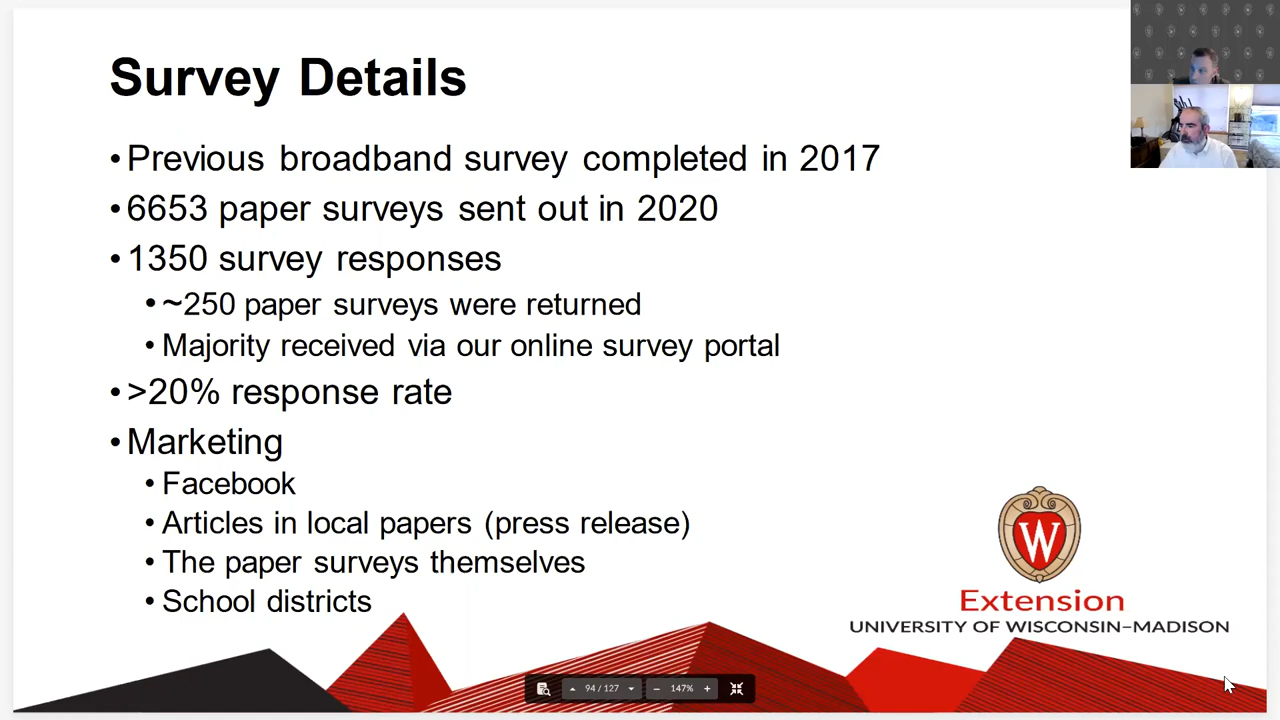 Survey Details
•Previous broadband survey completed in 2017
•6653 paper surveys sent out in 2020
•1350 survey responses
•~250 paper surveys were returned
•Majority received via our online survey portal
•>20% response rate
•Marketing
•Facebook
•Articles in local papers (press release)
•The paper surveys themselves
•School districts
W
Extension
UNIVERSITY OF WISCONSIN–MADISON
94 / 127
147%